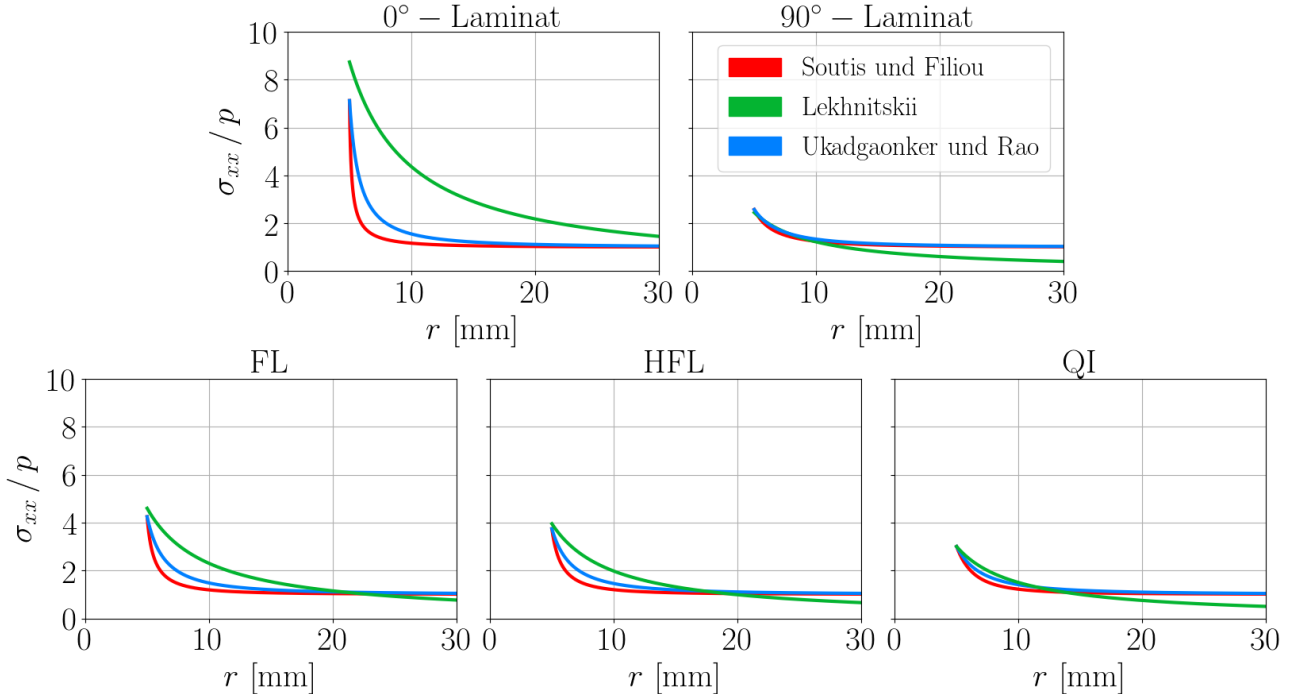 0° – Laminat
90° – Laminat
σxx / p
10
8
6
4
2
0
Soutis und Filiou
Lekhnitskii
Ukadgaonker und Rao
0 10 20 30
0 10 20 30
r [mm]
r [mm]
FL
HFL
QI
σxx / p
10
8
6
4
2
0
0 10 20 30
0 10 20 30
0 10 20 30
r [mm]
r [mm]
r [mm]